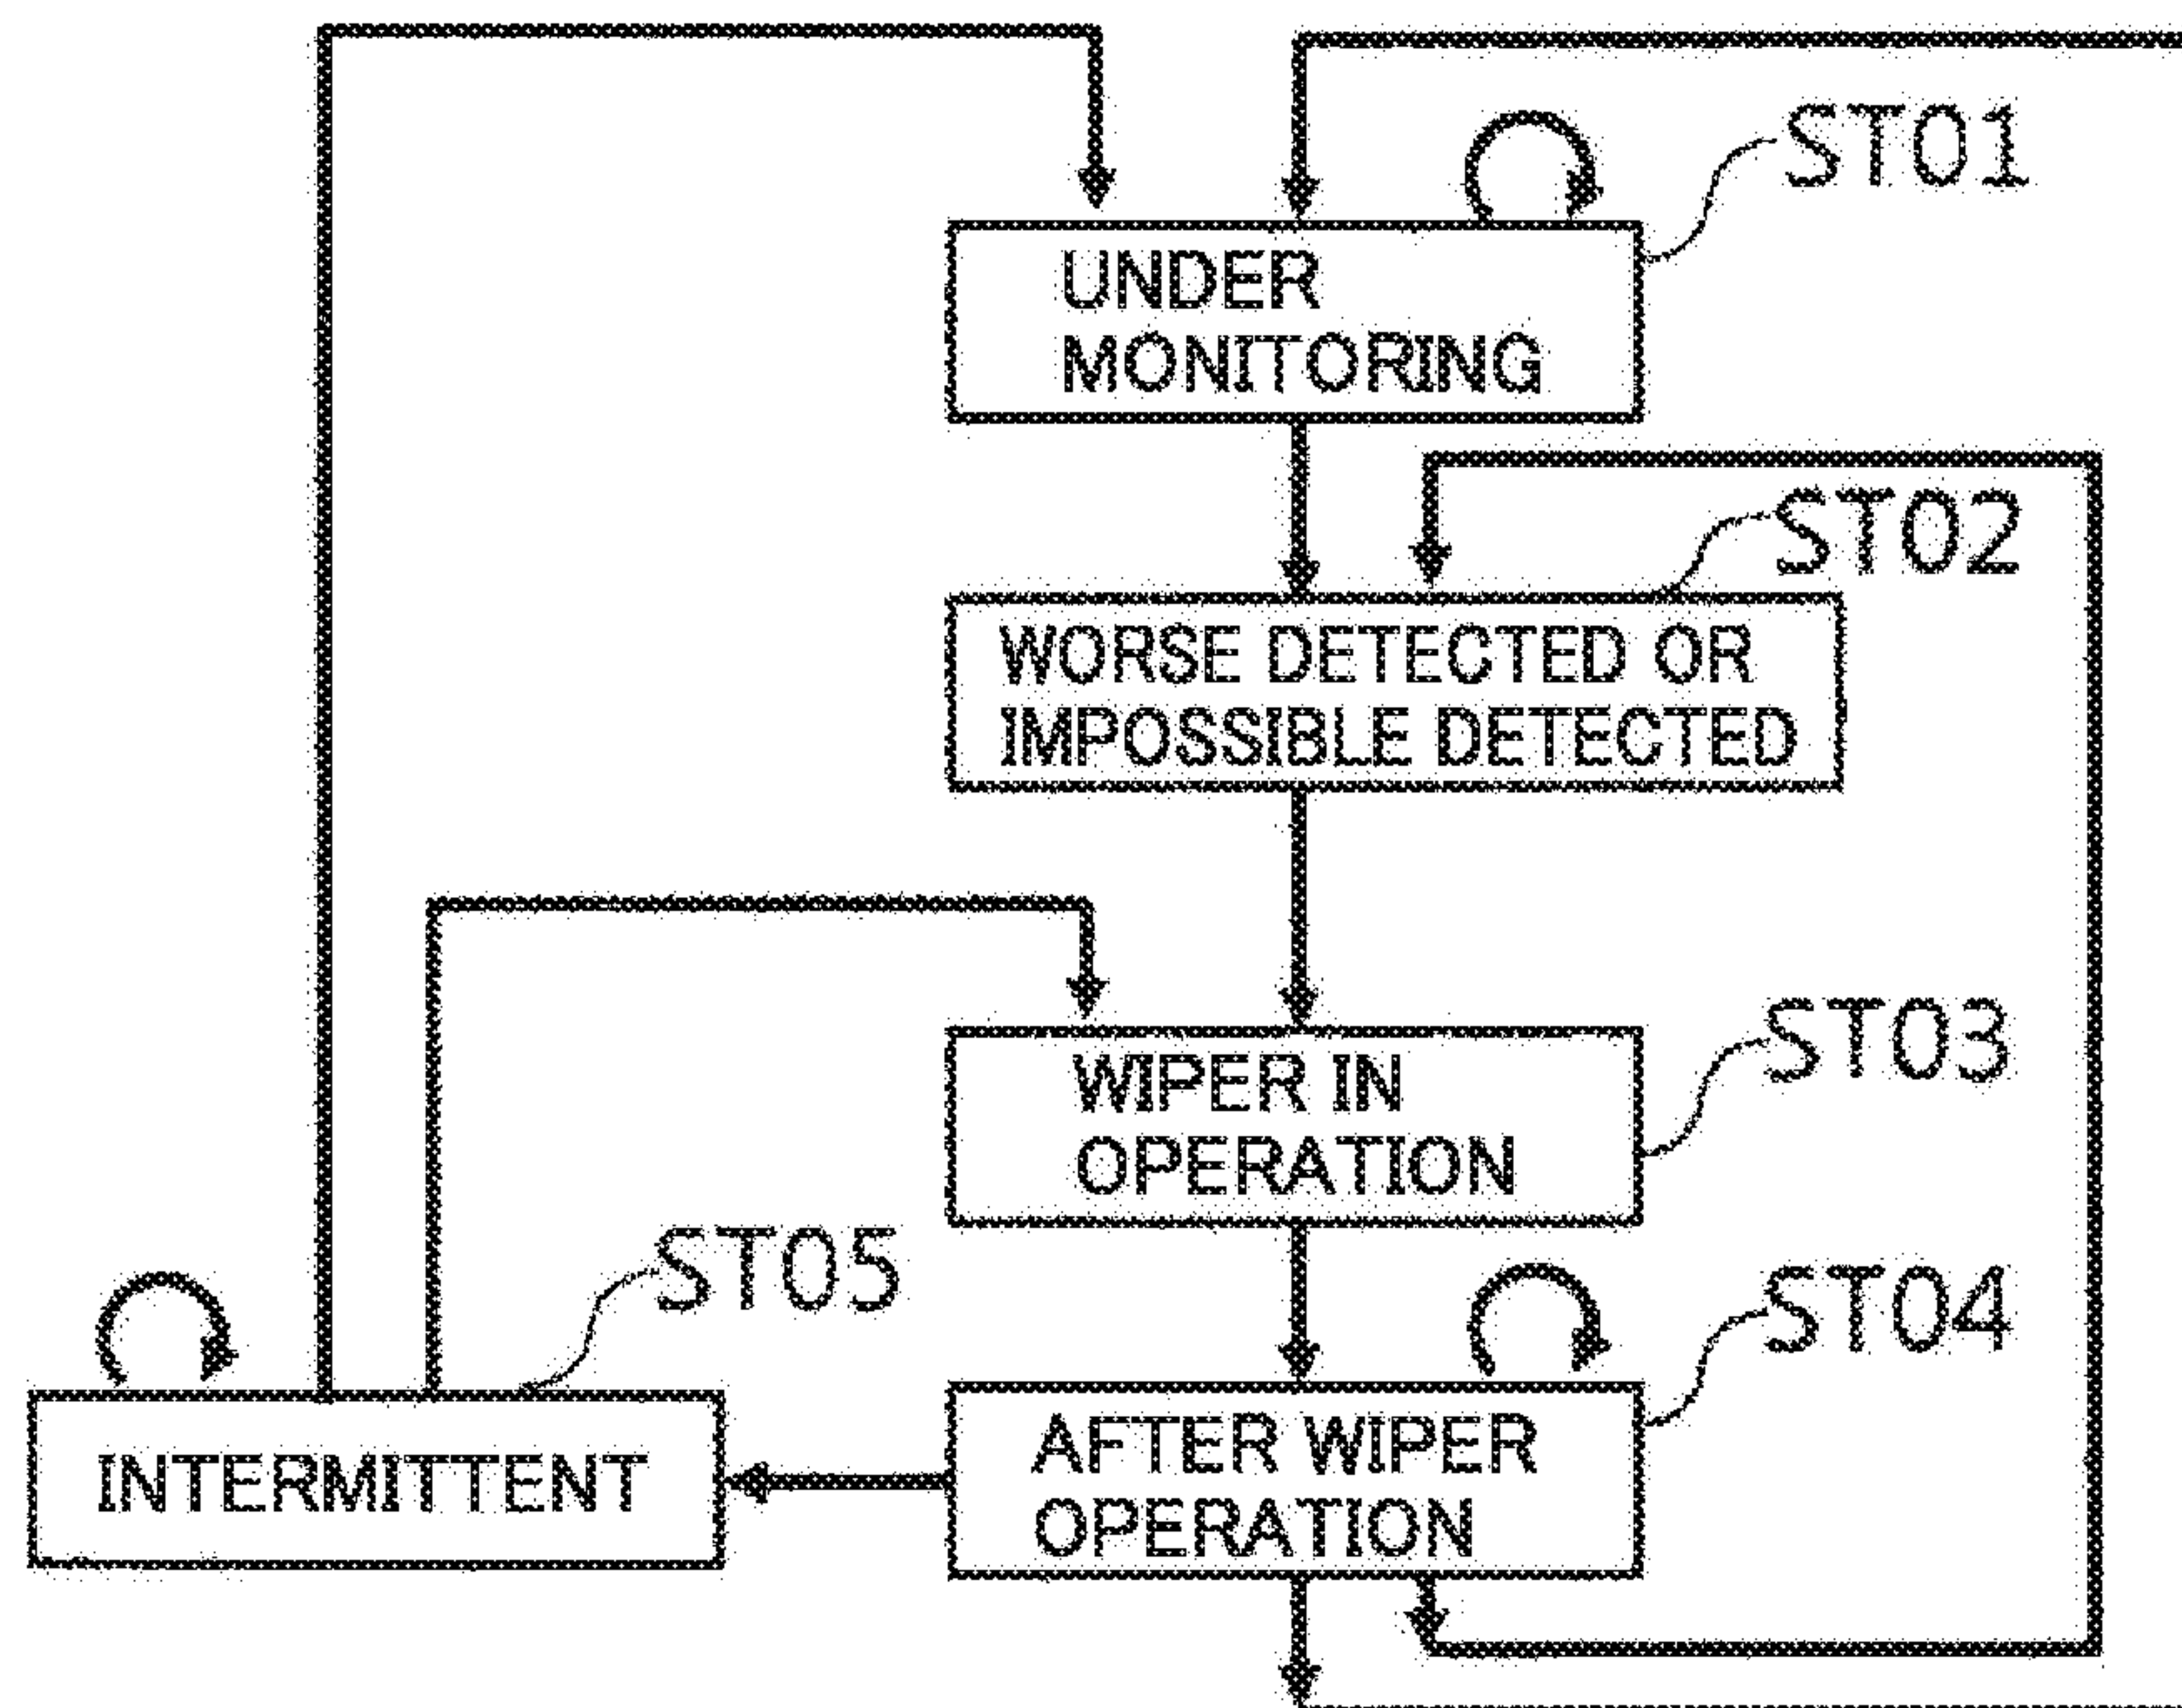 ST01
UNDER
MONITORING
ST02
WORSE DETECTED OR
IMPOSSIBLE DETECTED
ST03
WIPER IN
OPERATION
ST05
ST04
INTERMITTENT
AFTER WIPER
OPERATION